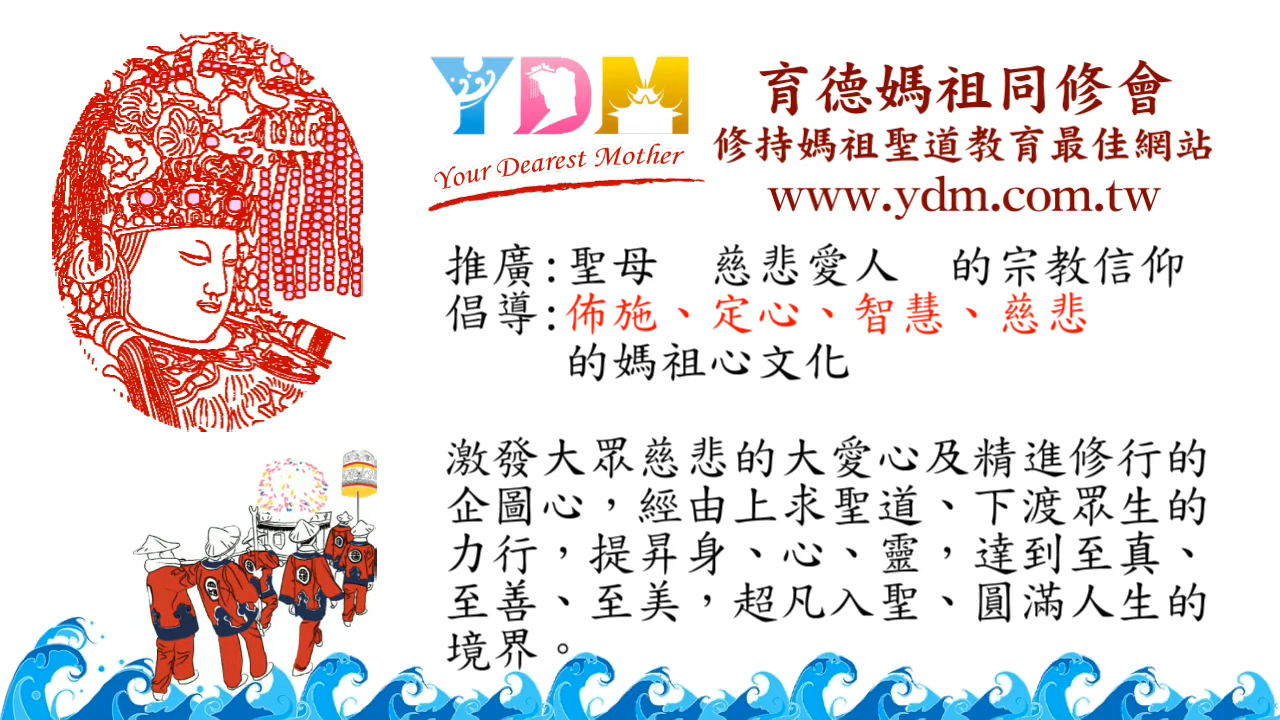 YDM
Your Dearest Mother
育德媽祖同修會
修持媽祖聖道教育最佳網站
www.ydm.com.tw
推廣:聖母 慈悲愛人 的宗教信仰
倡導:佈施、定心、智慧、慈悲
的媽祖心文化
激發大眾慈悲的大愛心及精進修行的
企圖心，經由上求聖道、下渡眾生的
力行，提昇身、心、靈，達到至真、
至善、至美，超凡入聖、圓滿人生的
境界。